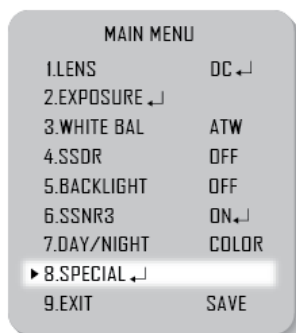 MAIN MENU
1.LENS DC↵
2.EXPOSURE↵
3.WHITE BAL ATW
4.SSDR OFF
5.BACKLIGHT OFF
6.SSNR3 ON↵
7.DAY/NIGHT COLOR
▶8.SPECIAL↵
9.EXIT SAVE